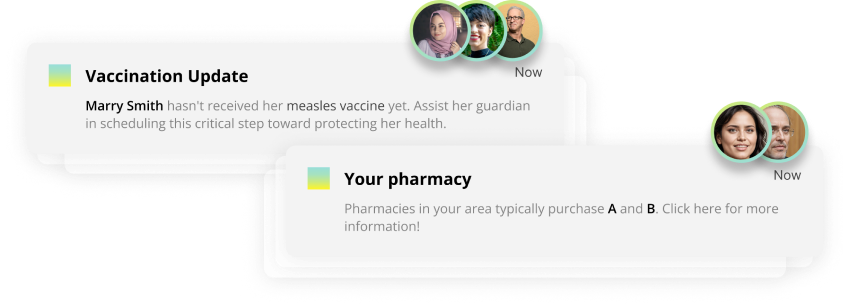 Now
Vaccination Update
Marry Smith hasn't received her measles vaccine yet. Assist her guardian
in scheduling this critical step toward protecting her health.
Now
Your pharmacy
Pharmacies in your area typically purchase A and B. Click here for more
information!